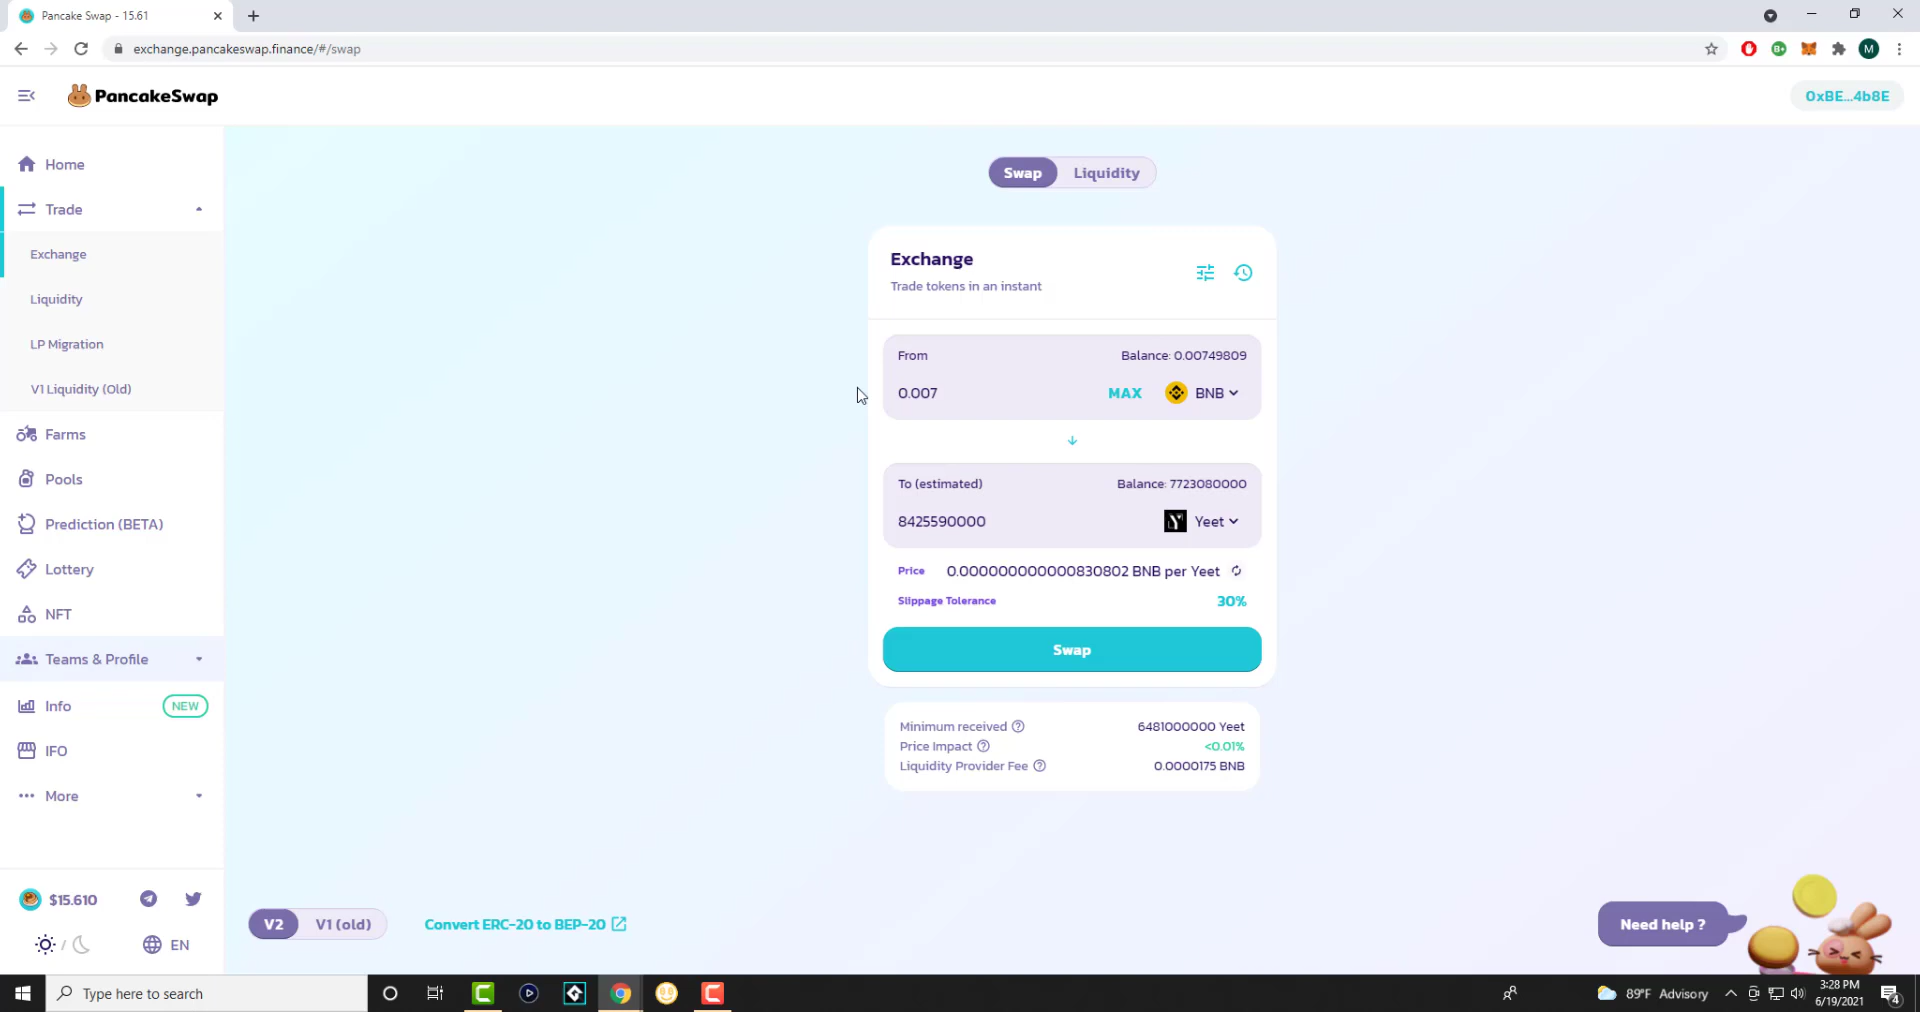 Pancake Swap - 15.61
exchange.pancakeswap.finance/#/swap
M
PancakeSwap
0xBE...4b8E
Home
Trade
Exchange
Liquidity
LP Migration
V1 Liquidity (Old)
Farms
Pools
Prediction (BETA)
Lottery
NFT
Teams & Profile
Info NEW
IFO
More
$15.610
EN
Swap Liquidity
Exchange
Trade tokens in an instant
From Balance: 0.00749809
0.007 MAX BNB
To (estimated) Balance: 7723080000
8425590000 Yeet
Price 0.000000000000830802 BNB per Yeet
Slippage Tolerance 30%
Swap
Minimum received 6481000000 Yeet
Price Impact <0.01%
Liquidity Provider Fee 0.0000175 BNB
V2 V1 (old)
Convert ERC-20 to BEP-20
Need help ?
Type here to search
89°F Advisory
3:28 PM
6/19/2021
4